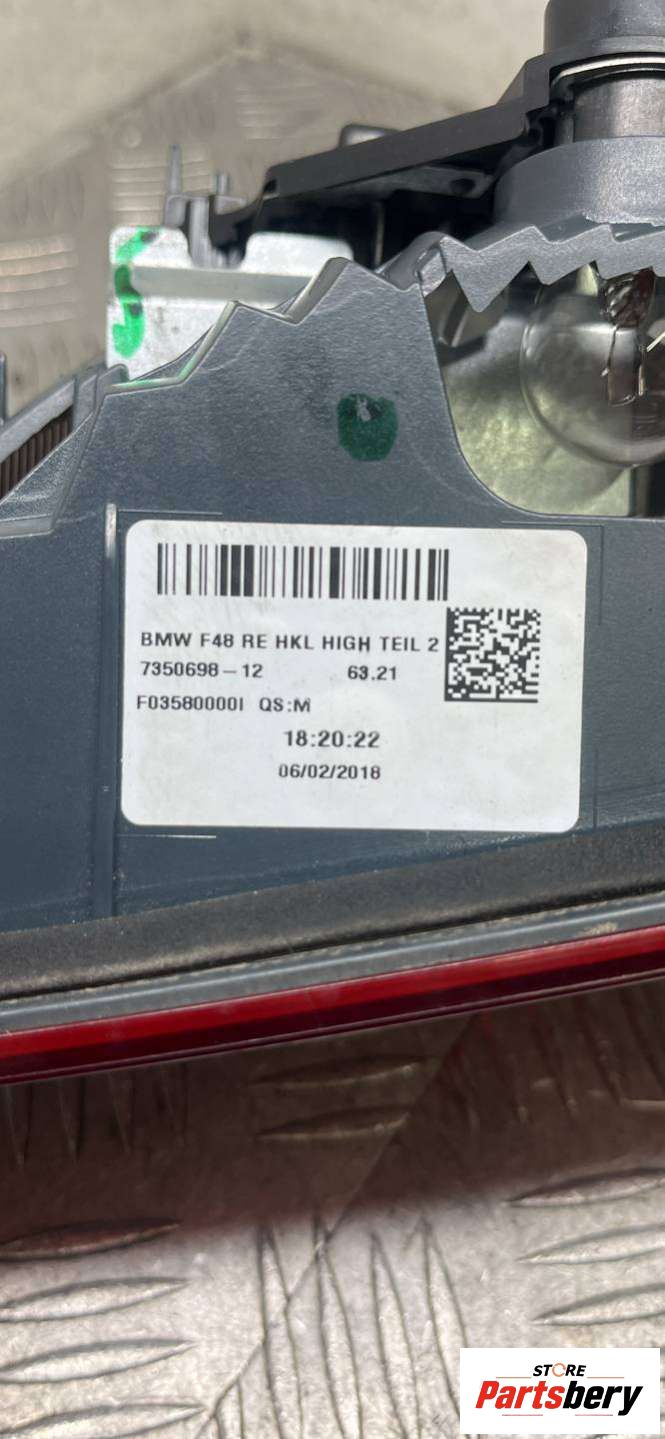 BMW F48 RE HKL HIGH TEIL 2
7350698-12 63.21
F03580000I QS:M
18:20:22
06/02/2018
STORE
Partsbery